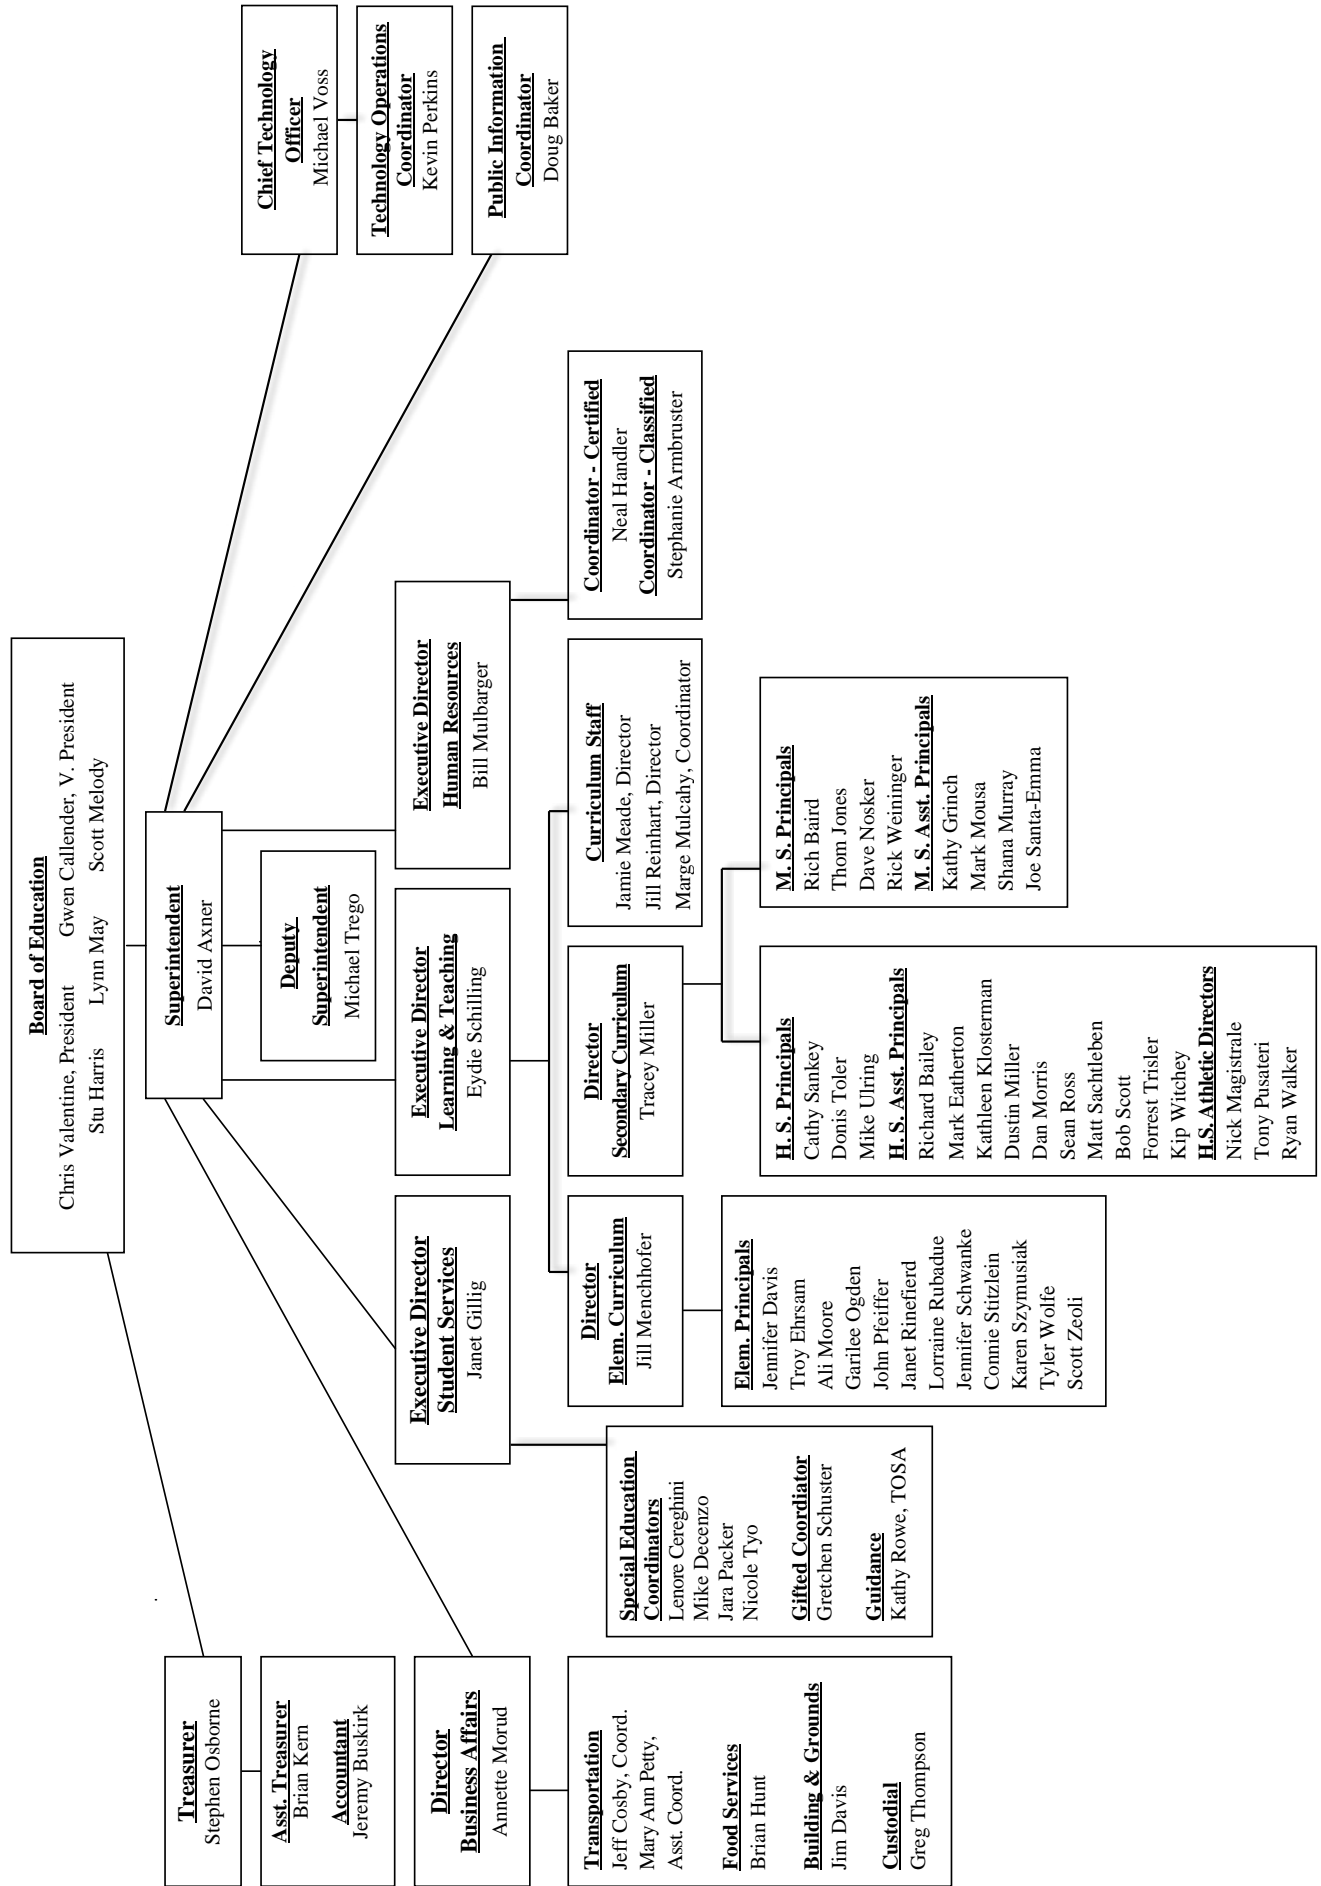 Board of Education
Chris Valentine, President Gwen Callender, V. President
Stu Harris Lynn May Scott Melody
Treasurer
Stephen Osborne
Asst. Treasurer
Brian Kern
Accountant
Jeremy Buskirk
Superintendent
David Axner
Deputy
Superintendent
Michael Trego
Chief Technology
Officer
Michael Voss
Technology Operations
Coordinator
Kevin Perkins
Public Information
Coordinator
Doug Baker
Director
Business Affairs
Annette Morud
Executive Director
Student Services
Janet Gillig
Executive Director
Learning & Teaching
Eydie Schilling
Executive Director
Human Resources
Bill Mulbarger
Transportation
Jeff Cosby, Coord.
Mary Ann Petty,
Asst. Coord.
Food Services
Brian Hunt
Building & Grounds
Jim Davis
Custodial
Greg Thompson
Special Education
Coordinators
Lenore Cereghini
Mike Decenzo
Jara Packer
Nicole Tyo
Gifted Coordiator
Gretchen Schuster
Guidance
Kathy Rowe, TOSA
Director
Elem. Curriculum
Jill Menchhofer
Director
Secondary Curriculum
Tracey Miller
Curriculum Staff
Jamie Meade, Director
Jill Reinhart, Director
Marge Mulcahy, Coordinator
Coordinator - Certified
Neal Handler
Coordinator - Classified
Stephanie Armbruster
Elem. Principals
Jennifer Davis
Troy Ehrsam
Ali Moore
Garilee Ogden
John Pfeiffer
Janet Rinefierd
Lorraine Rubadue
Jennifer Schwanke
Connie Stitzlein
Karen Szymusiak
Tyler Wolfe
Scott Zeoli
H. S. Principals
Cathy Sankey
Donis Toler
Mike Ulring
H. S. Asst. Principals
Richard Bailey
Mark Eatherton
Kathleen Klosterman
Dustin Miller
Dan Morris
Sean Ross
Matt Sachtleben
Bob Scott
Forrest Trisler
Kip Witchey
H.S. Athletic Directors
Nick Magistrale
Tony Pusateri
Ryan Walker
M. S. Principals
Rich Baird
Thom Jones
Dave Nosker
Rick Weininger
M. S. Asst. Principals
Kathy Grinch
Mark Mousa
Shana Murray
Joe Santa-Emma